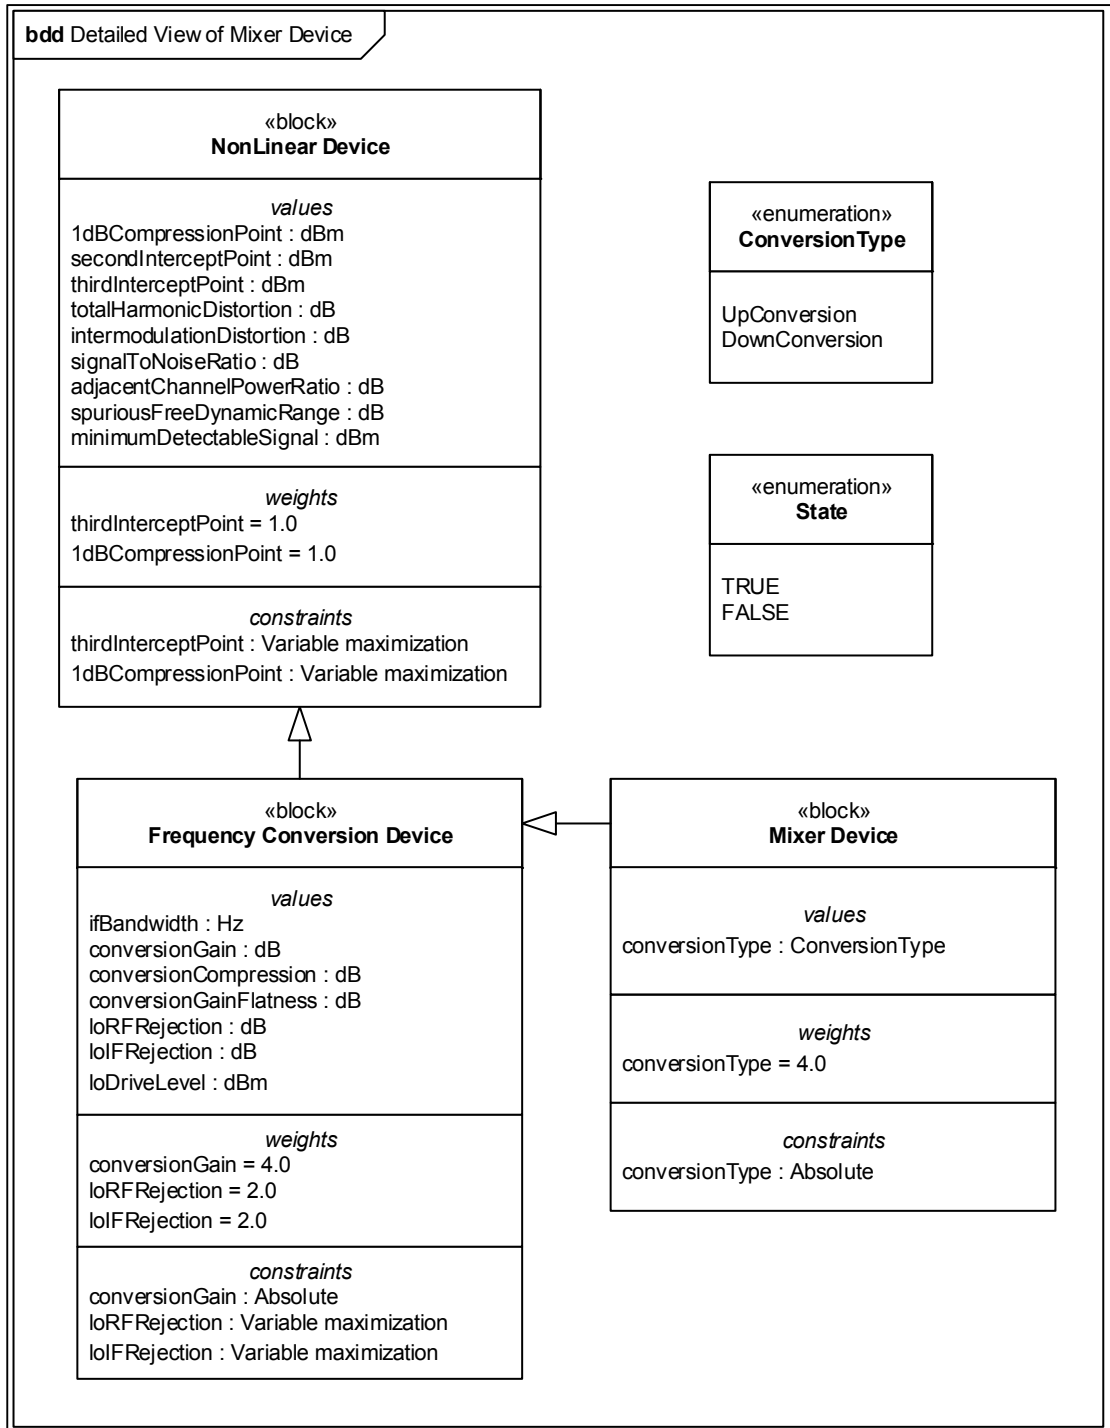 bdd Detailed View of Mixer Device
«block»
NonLinear Device
values
1dBCompressionPoint : dBm
secondInterceptPoint : dBm
thirdInterceptPoint : dBm
totalHarmonicDistortion : dB
intermodulationDistortion : dB
signalToNoiseRatio : dB
adjacentChannelPowerRatio : dB
spuriousFreeDynamicRange : dB
minimumDetectableSignal : dBm
weights
thirdInterceptPoint = 1.0
1dBCompressionPoint = 1.0
constraints
thirdInterceptPoint : Variable maximization
1dBCompressionPoint : Variable maximization
«enumeration»
ConversionType
UpConversion
DownConversion
«enumeration»
State
TRUE
FALSE
«block»
Frequency Conversion Device
values
ifBandwidth : Hz
conversionGain : dB
conversionCompression : dB
conversionGainFlatness : dB
loRFRejection : dB
loIFRejection : dB
loDriveLevel : dBm
weights
conversionGain = 4.0
loRFRejection = 2.0
loIFRejection = 2.0
constraints
conversionGain : Absolute
loRFRejection : Variable maximization
loIFRejection : Variable maximization
«block»
Mixer Device
values
conversionType : ConversionType
weights
conversionType = 4.0
constraints
conversionType : Absolute